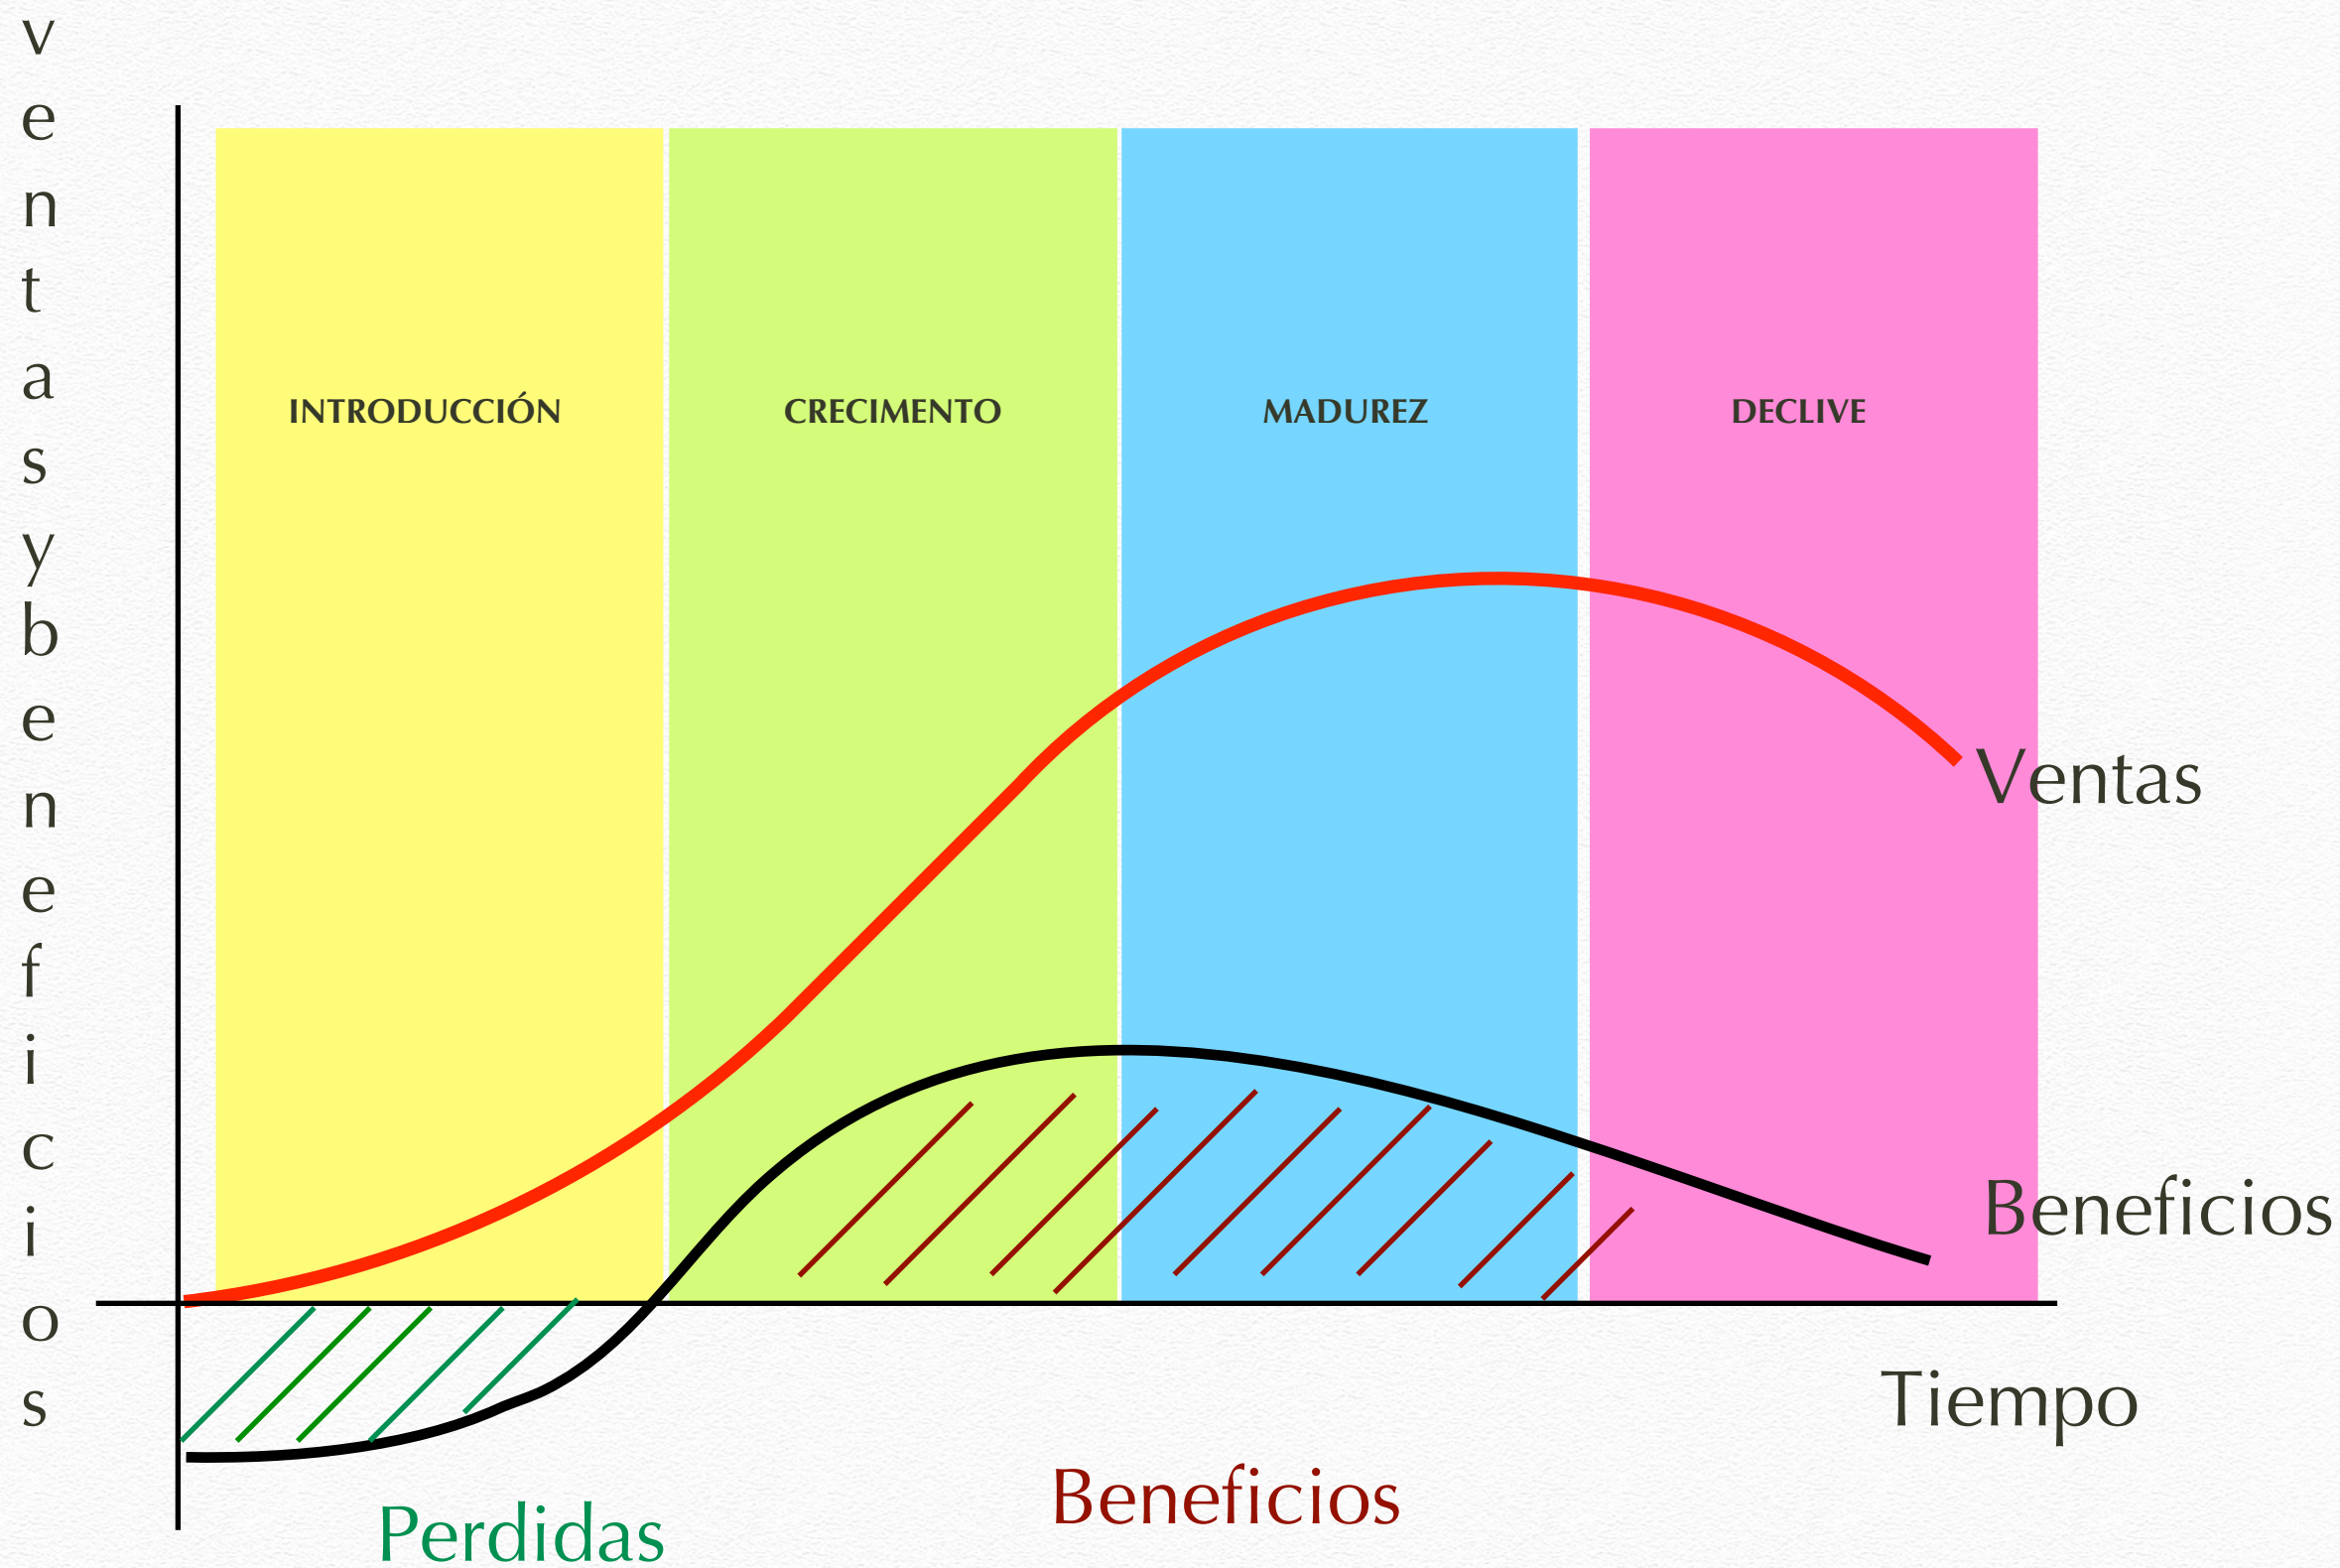 ventas y beneficios
INTRODUCCIÓN
CRECIMENTO
MADUREZ
DECLIVE
Ventas
Beneficios
Tiempo
Beneficios
Perdidas